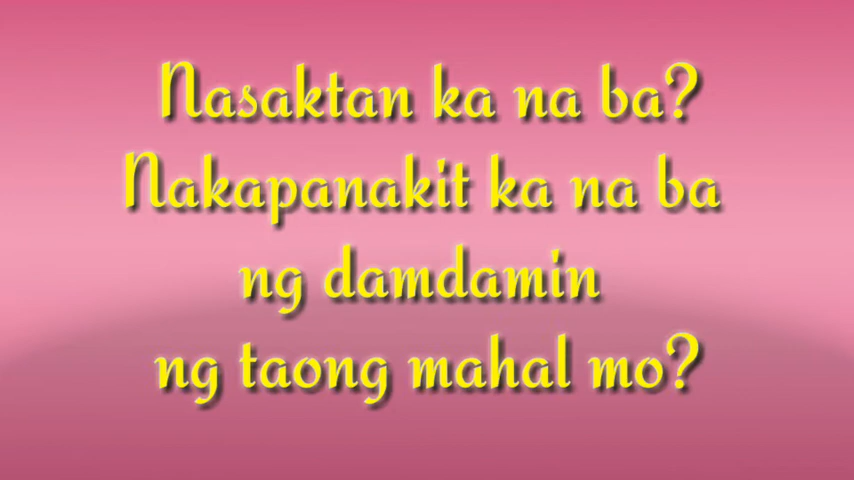 Nasaktan ka na ba?
Nakapanakit ka na ba
ng damdamin
ng taong mahal mo?